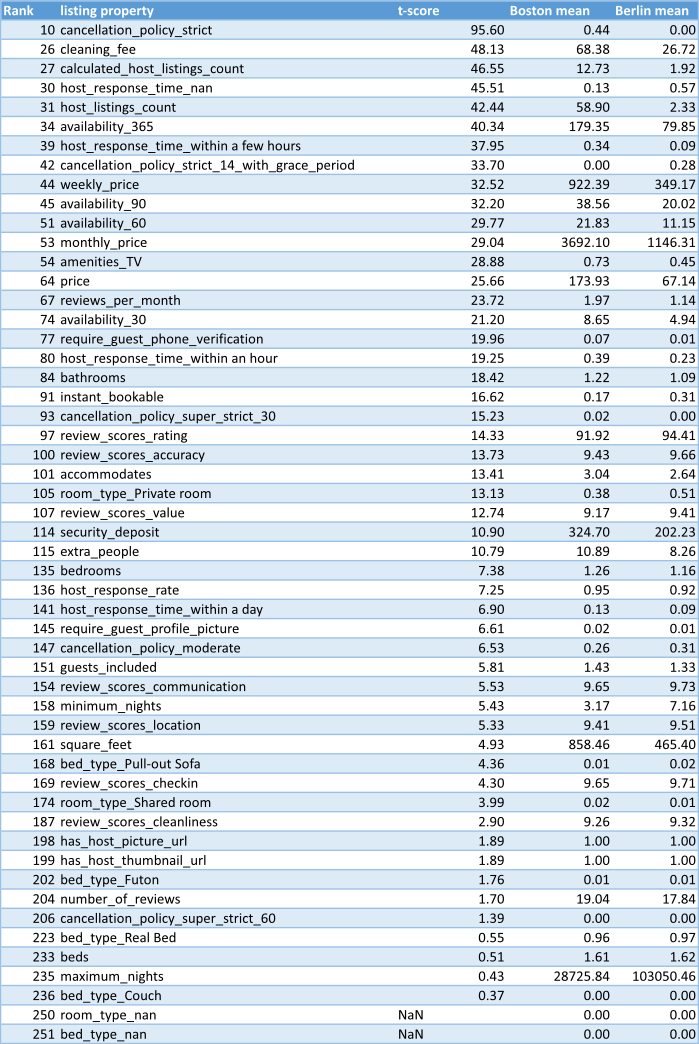 Rank listing property t-score Boston mean Berlin mean
10 cancellation_policy_strict 95.60 0.44 0.00
26 cleaning_fee 48.13 68.38 26.72
27 calculated_host_listings_count 46.55 12.73 1.92
30 host_response_time_nan 45.51 0.13 0.57
31 host_listings_count 42.44 58.90 2.33
34 availability_365 40.34 179.35 79.85
39 host_response_time_within a few hours 37.95 0.34 0.09
42 cancellation_policy_strict_14_with_grace_period 33.70 0.00 0.28
44 weekly_price 32.52 922.39 349.17
45 availability_90 32.20 38.56 20.02
51 availability_60 29.77 21.83 11.15
53 monthly_price 29.04 3692.10 1146.31
54 amenities_TV 28.88 0.73 0.45
64 price 25.66 173.93 67.14
67 reviews_per_month 23.72 1.97 1.14
74 availability_30 21.20 8.65 4.94
77 require_guest_phone_verification 19.96 0.07 0.01
80 host_response_time_within an hour 19.25 0.39 0.23
84 bathrooms 18.42 1.22 1.09
91 instant_bookable 16.62 0.17 0.31
93 cancellation_policy_super_strict_30 15.23 0.02 0.00
97 review_scores_rating 14.33 91.92 94.41
100 review_scores_accuracy 13.73 9.43 9.66
101 accommodates 13.41 3.04 2.64
105 room_type_Private room 13.13 0.38 0.51
107 review_scores_value 12.74 9.17 9.41
114 security_deposit 10.90 324.70 202.23
115 extra_people 10.79 10.89 8.26
135 bedrooms 7.38 1.26 1.16
136 host_response_rate 7.25 0.95 0.92
141 host_response_time_within a day 6.90 0.13 0.09
145 require_guest_profile_picture 6.61 0.02 0.01
147 cancellation_policy_moderate 6.53 0.26 0.31
151 guests_included 5.81 1.43 1.33
154 review_scores_communication 5.53 9.65 9.73
158 minimum_nights 5.43 3.17 7.16
159 review_scores_location 5.33 9.41 9.51
161 square_feet 4.93 858.46 465.40
168 bed_type_Pull-out Sofa 4.36 0.01 0.02
169 review_scores_checkin 4.30 9.65 9.71
174 room_type_Shared room 3.99 0.02 0.01
187 review_scores_cleanliness 2.90 9.26 9.32
198 has_host_picture_url 1.89 1.00 1.00
199 has_host_thumbnail_url 1.89 1.00 1.00
202 bed_type_Futon 1.76 0.01 0.01
204 number_of_reviews 1.70 19.04 17.84
206 cancellation_policy_super_strict_60 1.39 0.00 0.00
223 bed_type_Real Bed 0.55 0.96 0.97
233 beds 0.51 1.61 1.62
235 maximum_nights 0.43 28725.84 103050.46
236 bed_type_Couch 0.37 0.00 0.00
250 room_type_nan NaN 0.00 0.00
251 bed_type_nan NaN 0.00 0.00